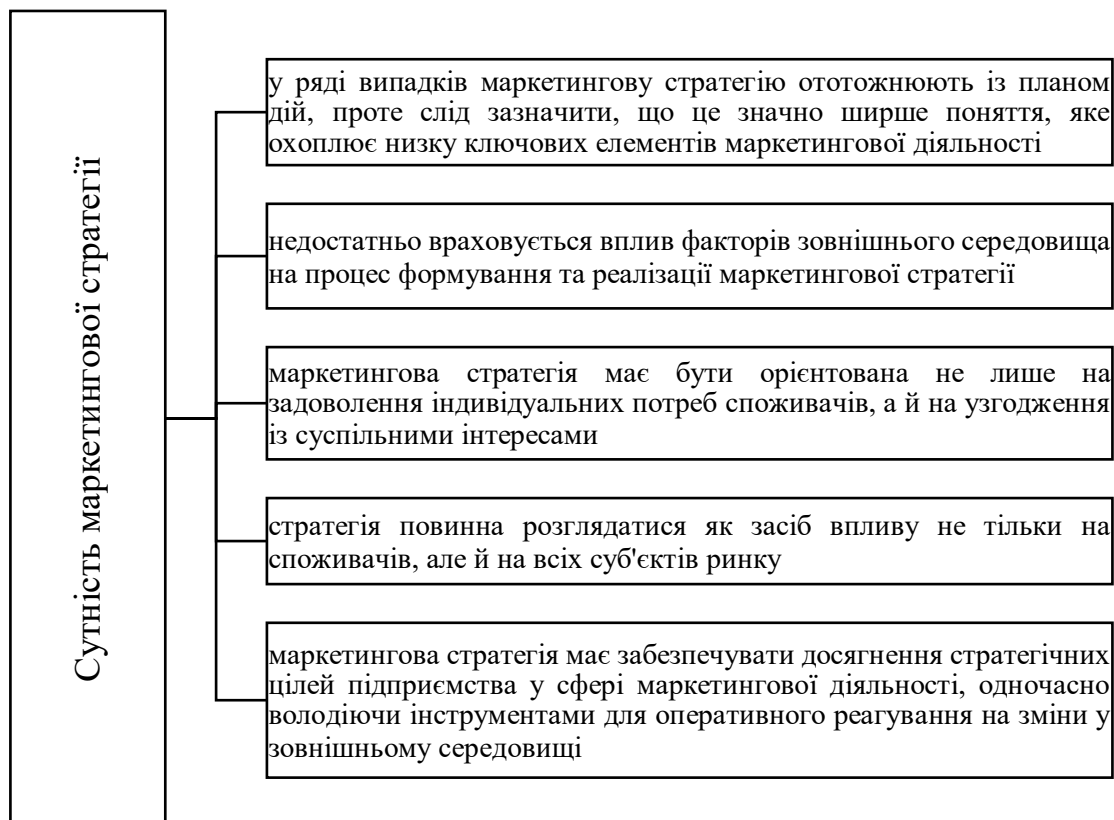 Сутність маркетингової стратегії
у ряді випадків маркетингову стратегію ототожнюють із планом
дій, проте слід зазначити, що це значно ширше поняття, яке
охоплює низку ключових елементів маркетингової діяльності
недостатньо враховується вплив факторів зовнішнього середовища
на процес формування та реалізації маркетингової стратегії
маркетингова стратегія має бути орієнтована не лише на
задоволення індивідуальних потреб споживачів, а й на узгодження
із суспільними інтересами
стратегія повинна розглядатися як засіб впливу не тільки на
споживачів, але й на всіх суб'єктів ринку
маркетингова стратегія має забезпечувати досягнення стратегічних
цілей підприємства у сфері маркетингової діяльності, одночасно
володіючи інструментами для оперативного реагування на зміни у
зовнішньому середовищі